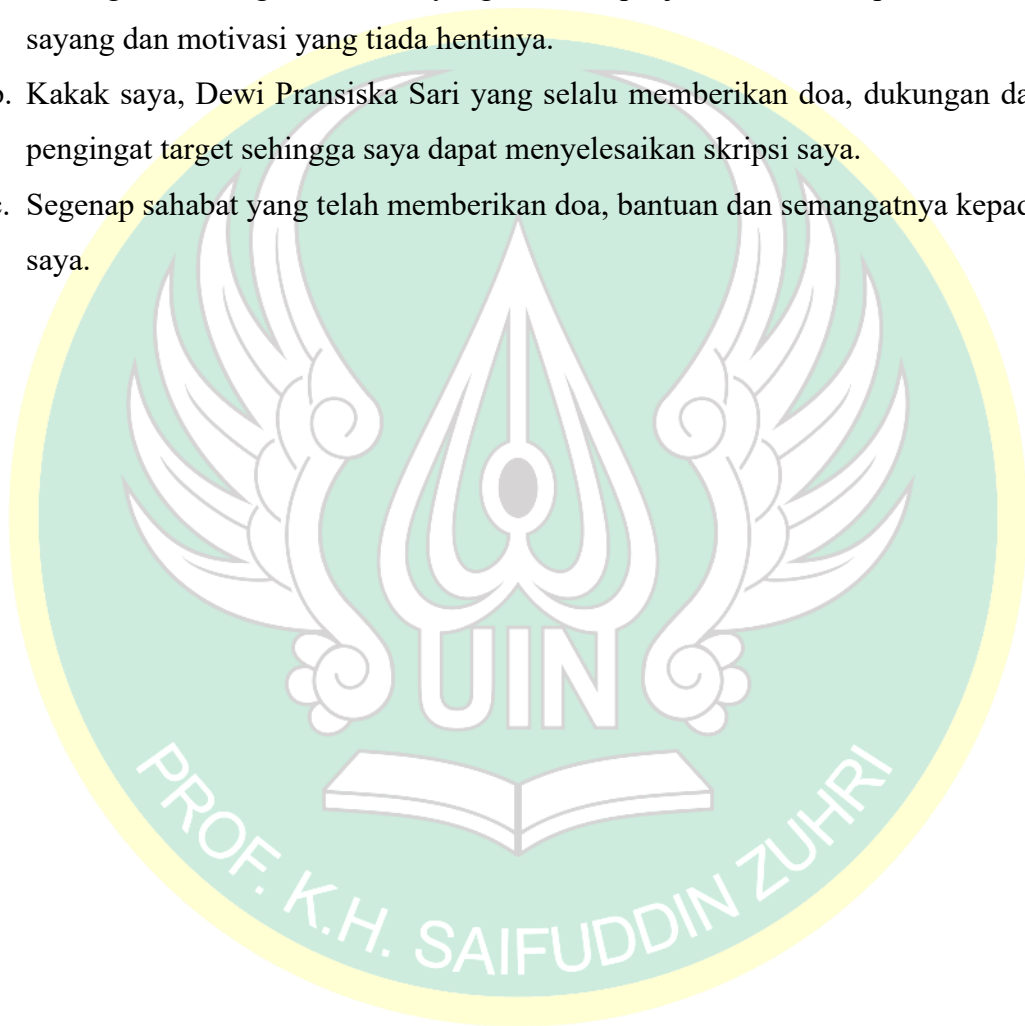 sayang dan motivasi yang tiada hentinya.
Kakak saya, Dewi Pransiska Sari yang selalu memberikan doa, dukungan
pengingat target sehingga saya dapat menyelesaikan skripsi saya.
Segenap sahabat yang telah memberikan doa, bantuan dan semangatnya
saya.
UIN
PROF. K.H. SAIFUDDIN ZUHRI